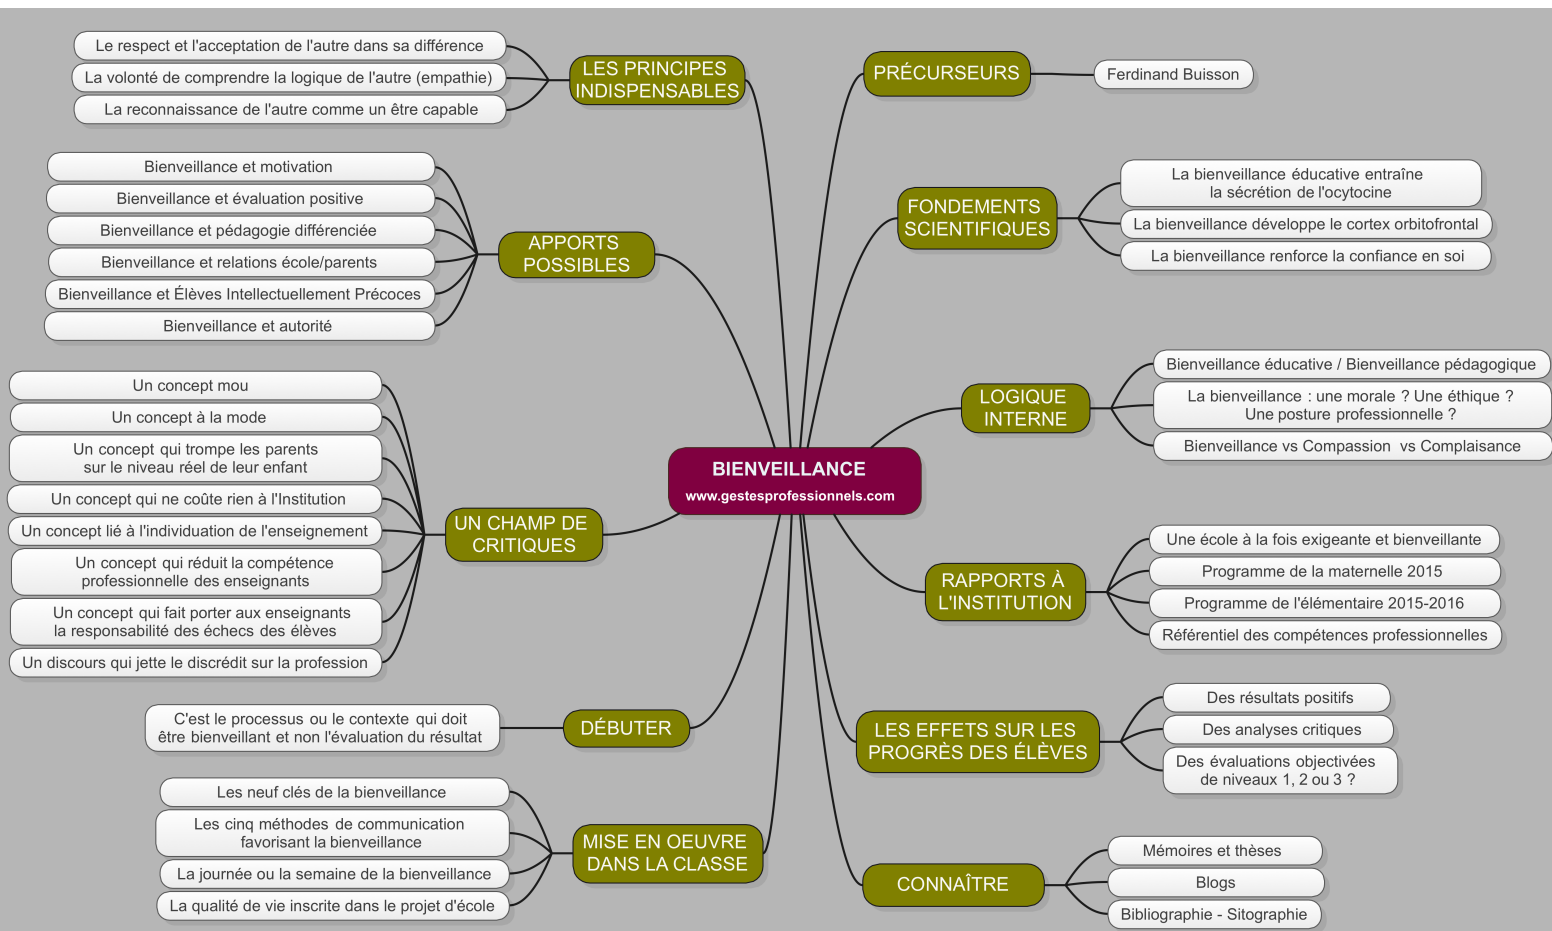 BIENVEILLANCE
www.gestesprofessionnels.com
LES PRINCIPES
INDISPENSABLES
Le respect et l'acceptation de l'autre dans sa différence
La volonté de comprendre la logique de l'autre (empathie)
La reconnaissance de l'autre comme un être capable
APPORTS
POSSIBLES
Bienveillance et motivation
Bienveillance et évaluation positive
Bienveillance et pédagogie différenciée
Bienveillance et relations école/parents
Bienveillance et Élèves Intellectuellement Précoces
Bienveillance et autorité
UN CHAMP DE
CRITIQUES
Un concept mou
Un concept à la mode
Un concept qui trompe les parents
sur le niveau réel de leur enfant
Un concept qui ne coûte rien à l'Institution
Un concept lié à l'individuation de l'enseignement
Un concept qui réduit la compétence
professionnelle des enseignants
Un concept qui fait porter aux enseignants
la responsabilité des échecs des élèves
Un discours qui jette le discrédit sur la profession
DÉBUTER
C'est le processus ou le contexte qui doit
être bienveillant et non l'évaluation du résultat
MISE EN OEUVRE
DANS LA CLASSE
Les neuf clés de la bienveillance
Les cinq méthodes de communication
favorisant la bienveillance
La journée ou la semaine de la bienveillance
La qualité de vie inscrite dans le projet d'école
PRÉCURSEURS
Ferdinand Buisson
FONDEMENTS
SCIENTIFIQUES
La bienveillance éducative entraîne
la sécrétion de l'ocytocine
La bienveillance développe le cortex orbitofrontal
La bienveillance renforce la confiance en soi
LOGIQUE
INTERNE
Bienveillance éducative / Bienveillance pédagogique
La bienveillance : une morale ? Une éthique ?
Une posture professionnelle ?
Bienveillance vs Compassion vs Complaisance
RAPPORTS À
L'INSTITUTION
Une école à la fois exigeante et bienveillante
Programme de la maternelle 2015
Programme de l'élémentaire 2015-2016
Référentiel des compétences professionnelles
LES EFFETS SUR LES
PROGRÈS DES ÉLÈVES
Des résultats positifs
Des analyses critiques
Des évaluations objectivées
de niveaux 1, 2 ou 3 ?
CONNAÎTRE
Mémoires et thèses
Blogs
Bibliographie - Sitographie